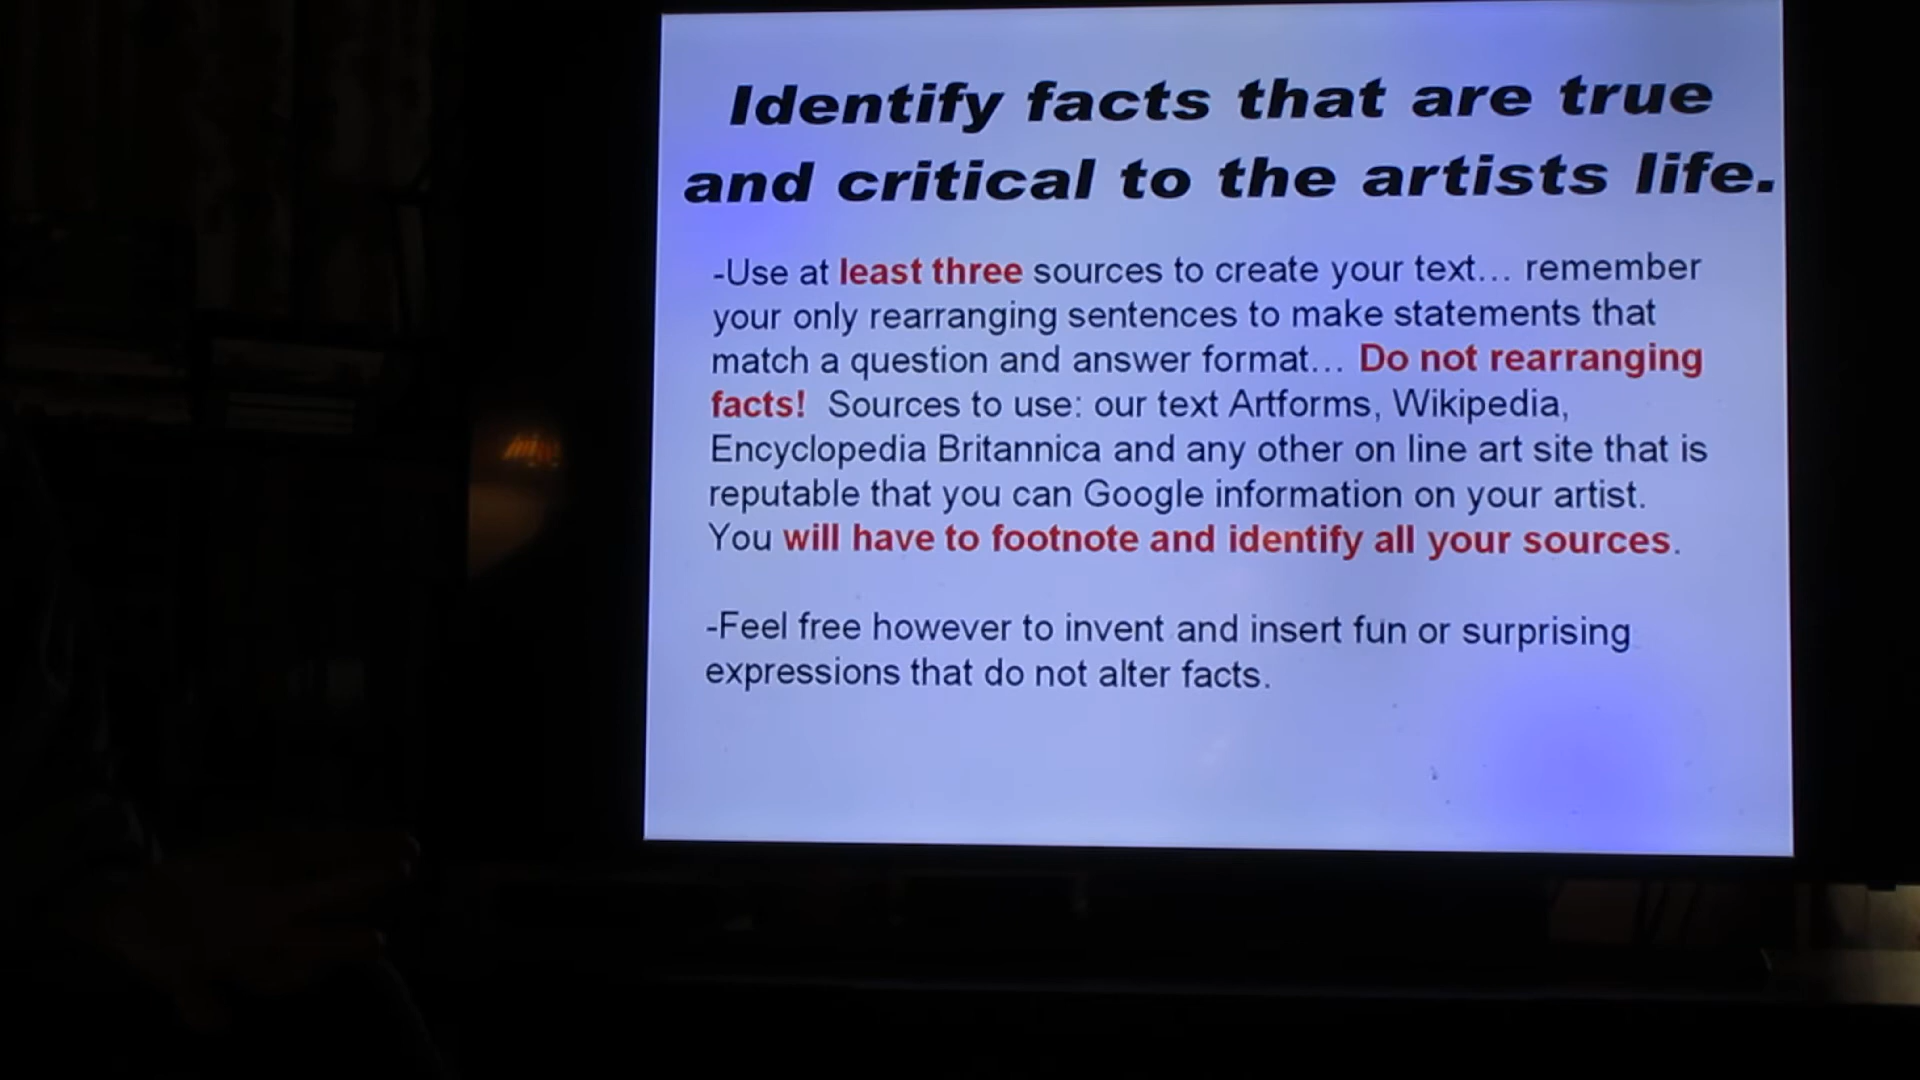 Identify facts that are true
and critical to the artists life.
-Use at least three sources to create your text... remember
your only rearranging sentences to make statements that
match a question and answer format... Do not rearranging
facts!  Sources to use: our text Artforms, Wikipedia,
Encyclopedia Britannica and any other on line art site that is
reputable that you can Google information on your artist.
You will have to footnote and identify all your sources.
-Feel free however to invent and insert fun or surprising
expressions that do not alter facts.